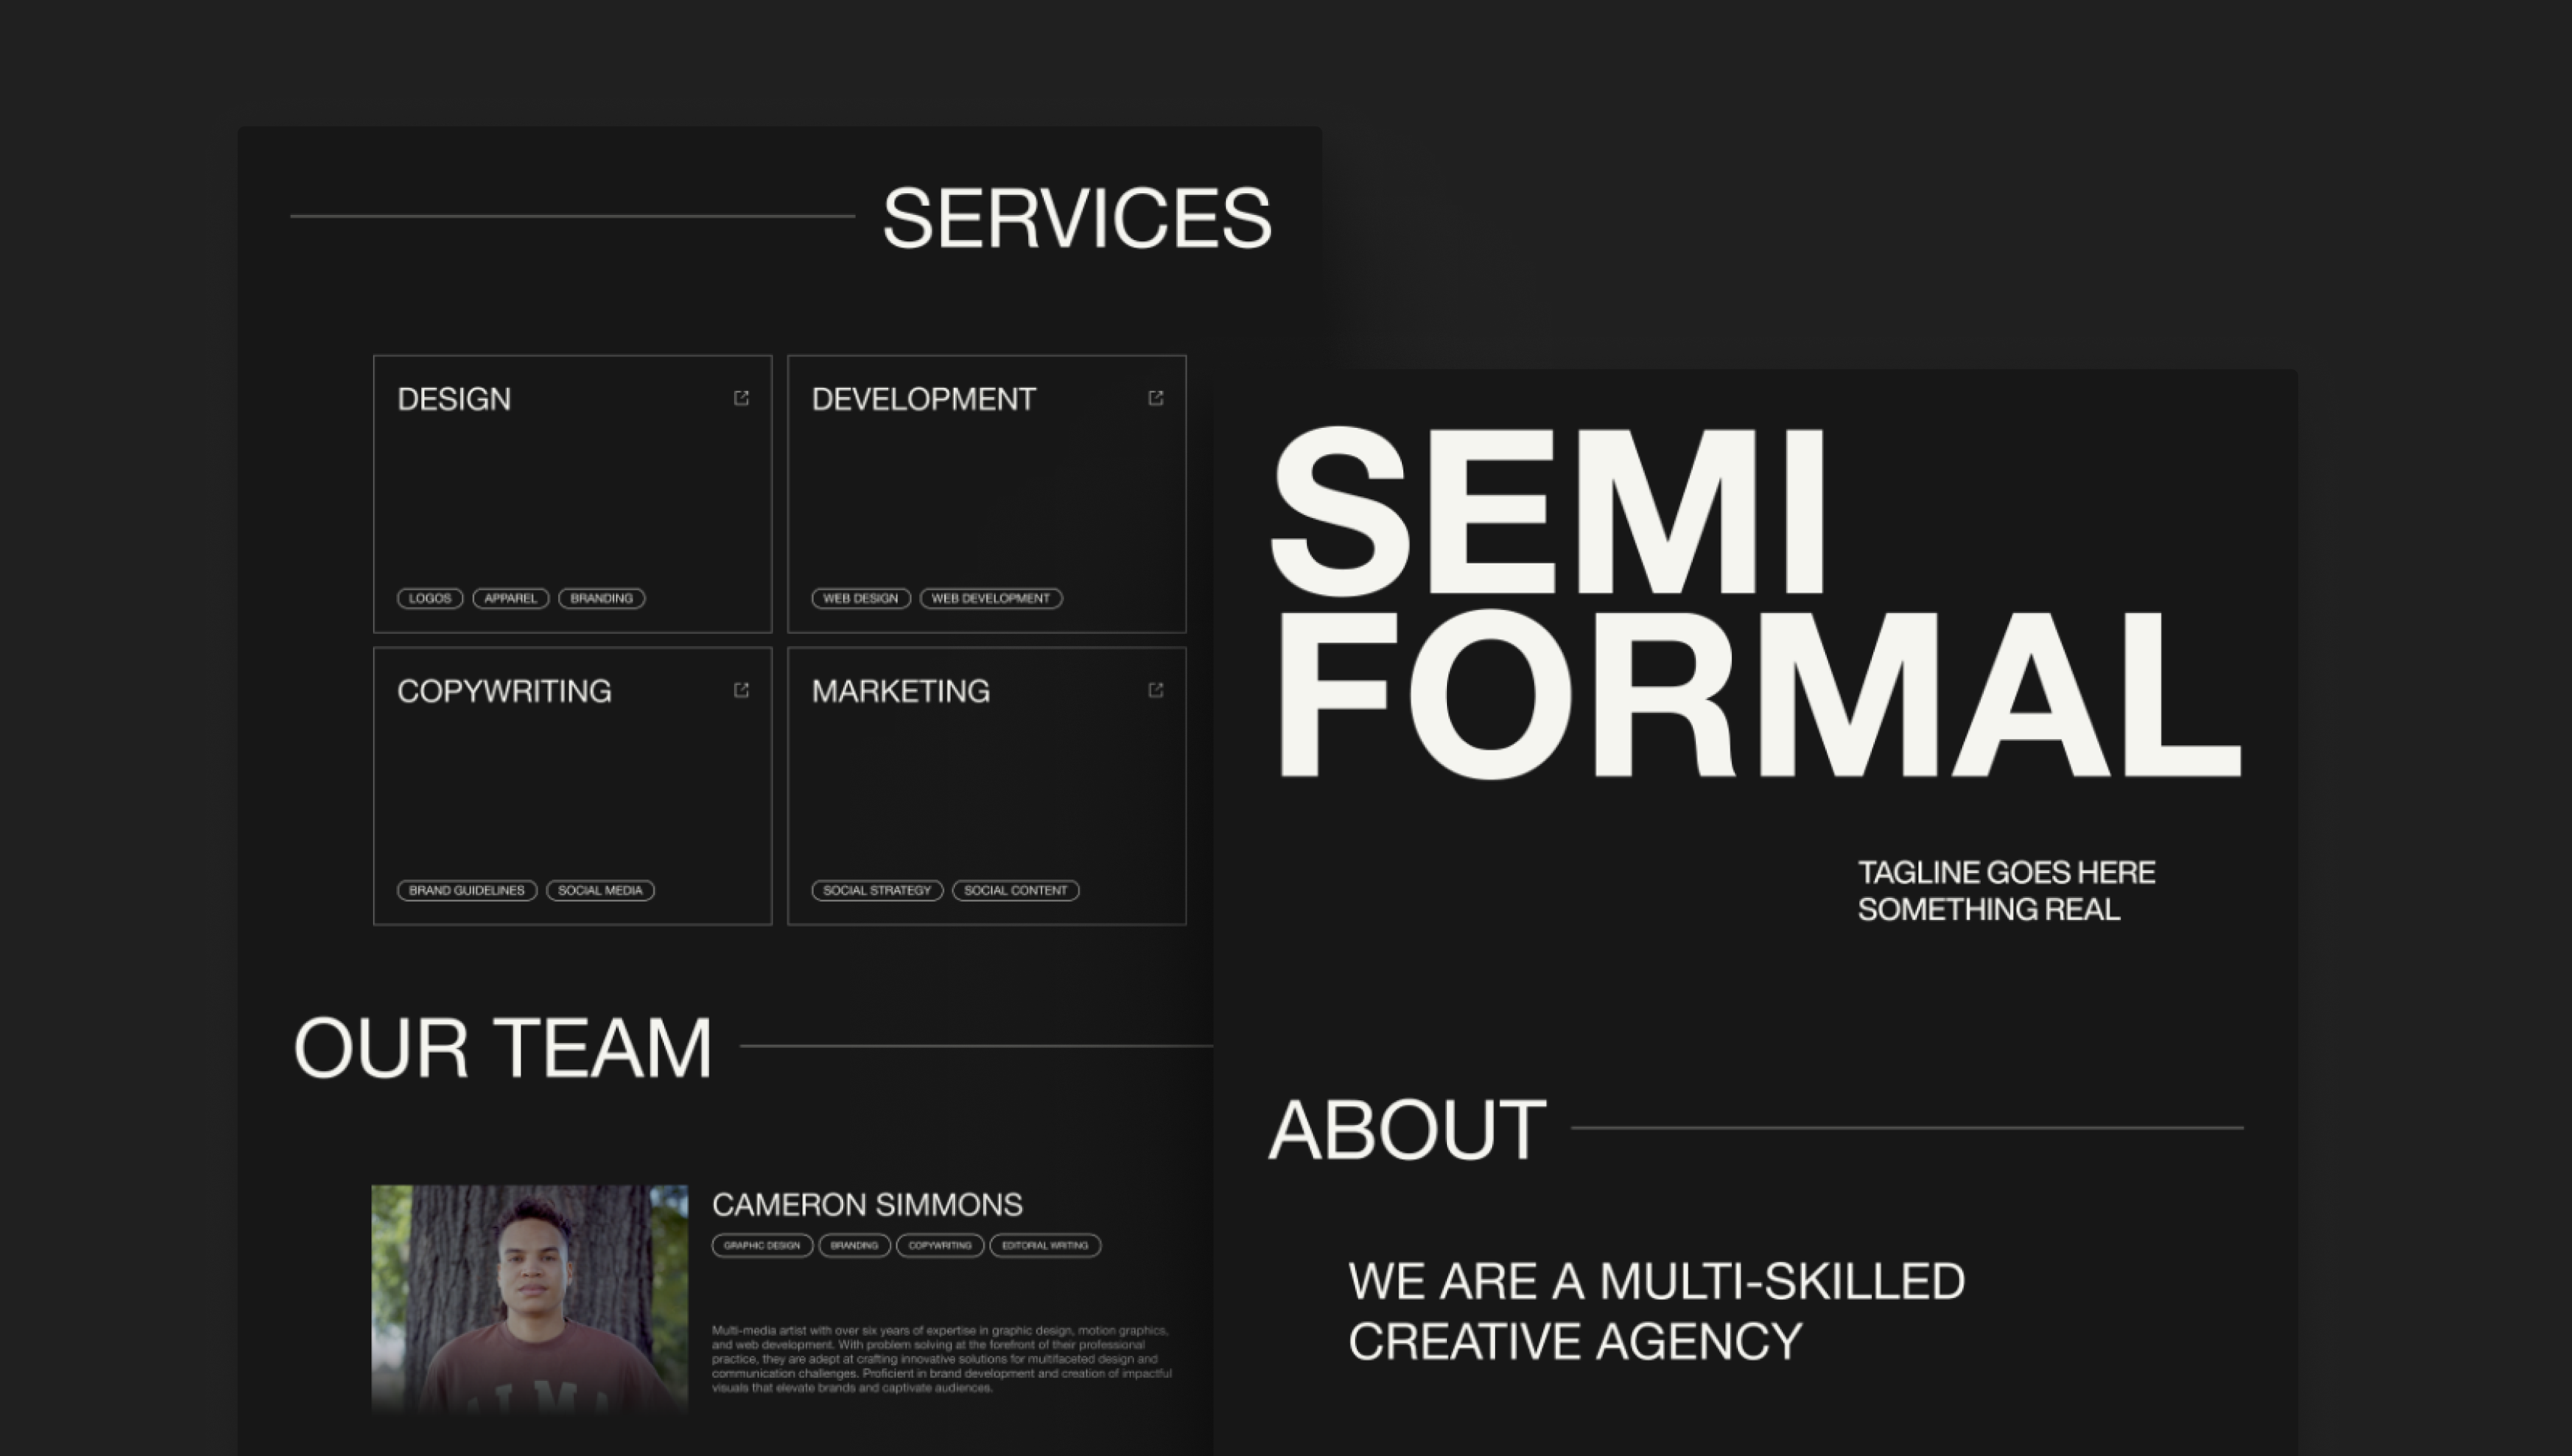 SERVICES
DESIGN
LOGOS APPAREL BRANDING
DEVELOPMENT
WEB DESIGN WEB DEVELOPMENT
COPYWRITING
BRAND GUIDELINES SOCIAL MEDIA
MARKETING
SOCIAL STRATEGY SOCIAL CONTENT
OUR TEAM
CAMERON SIMMONS
GRAPHIC DESIGN BRANDING COPYWRITING EDITORIAL WRITING
Multi-media artist with over six years of expertise in graphic design, motion graphics,
and web development. With problem solving at the forefront of their professional
practice, they are adept at crafting innovative solutions for multifaceted design and
communication challenges. Proficient in brand development and creation of impactful
visuals that elevate brands and captivate audiences.
SEMI
FORMAL
TAGLINE GOES HERE
SOMETHING REAL
ABOUT
WE ARE A MULTI-SKILLED
CREATIVE AGENCY